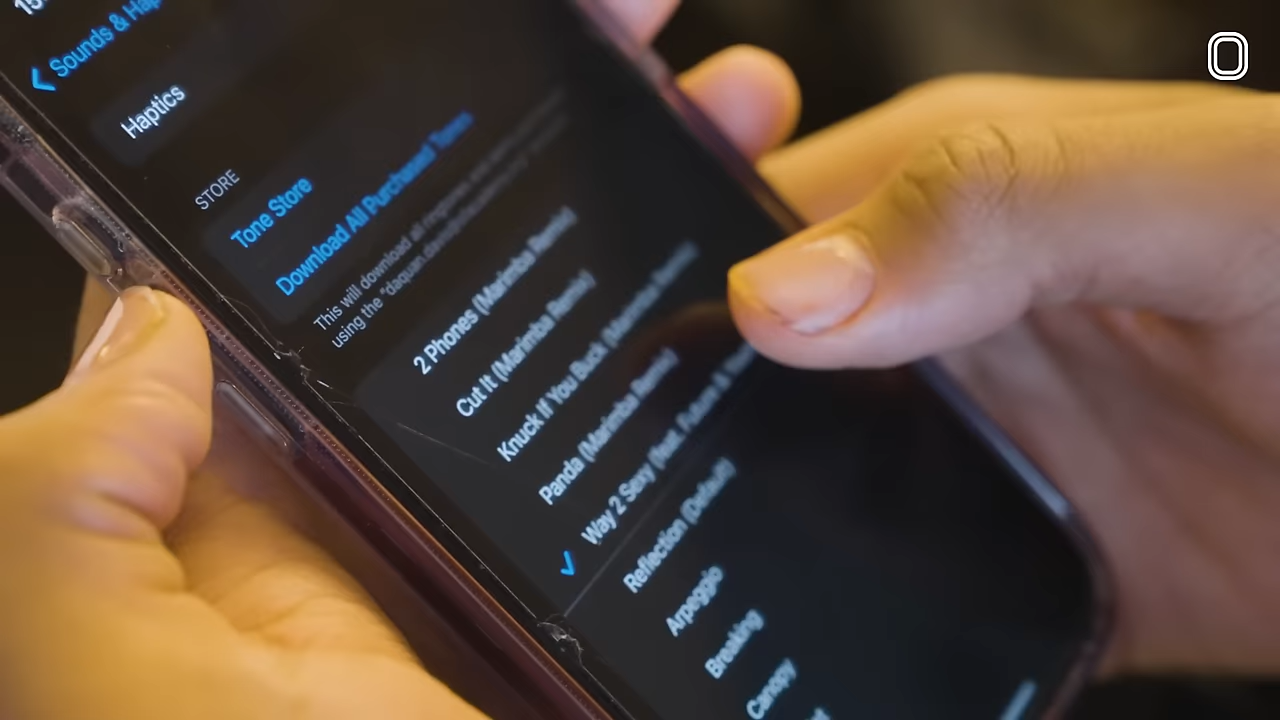 Sounds & Hap
Haptics
STORE
Tone Store
Download All Purchased Tones
This will download all ringtones
using the "daquan.
2 Phones (Marimba Remix)
Cut It (Marimba Remix)
Knuck If You Buck (Marimba Remix)
Panda (Marimba Remix)
Way 2 Sexy (feat. Future &
Reflection (Default)
Arpeggio
Breaking
Canopy